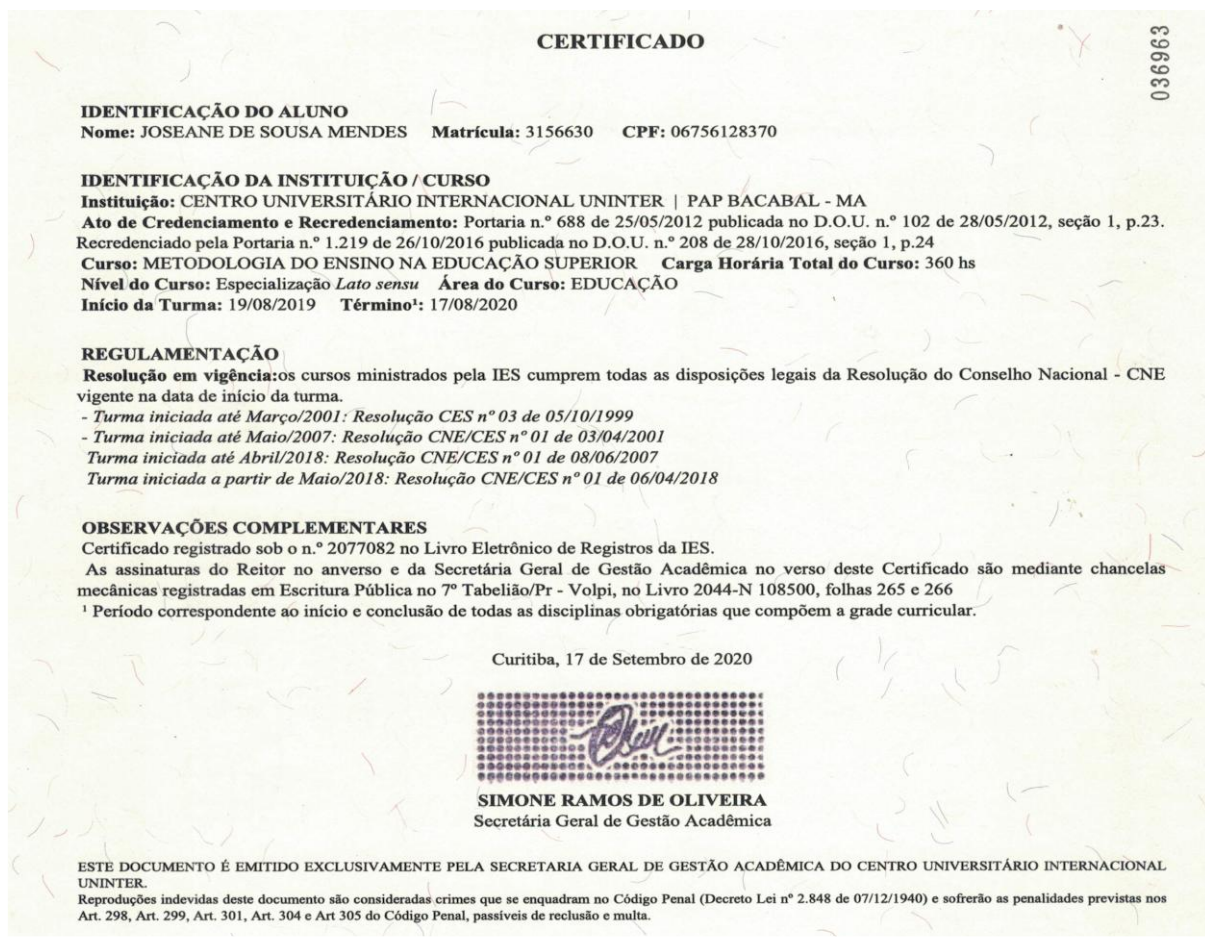 CERTIFICADO
036963
IDENTIFICAÇÃO DO ALUNO
Nome: JOSEANE DE SOUSA MENDES Matrícula: 3156630 CPF: 06756128370
IDENTIFICAÇÃO DA INSTITUIÇÃO / CURSO
Instituição: CENTRO UNIVERSITÁRIO INTERNACIONAL UNINTER | PAP BACABAL - MA
Ato de Credenciamento e Recredenciamento: Portaria n.º 688 de 25/05/2012 publicada no D.O.U. n.º 102 de 28/05/2012, seção 1, p.23.
Recredenciado pela Portaria n.º 1.219 de 26/10/2016 publicada no D.O.U. n.º 208 de 28/10/2016, seção 1, p.24
Curso: METODOLOGIA DO ENSINO NA EDUCAÇÃO SUPERIOR Carga Horária Total do Curso: 360 hs
Nível do Curso: Especialização Lato sensu Área do Curso: EDUCAÇÃO
Início da Turma: 19/08/2019 Término¹: 17/08/2020
REGULAMENTAÇÃO
Resolução em vigência:os cursos ministrados pela IES cumprem todas as disposições legais da Resolução do Conselho Nacional - CNE
vigente na data de início da turma.
- Turma iniciada até Março/2001: Resolução CES nº 03 de 05/10/1999
- Turma iniciada até Maio/2007: Resolução CNE/CES nº 01 de 03/04/2001
Turma iniciada até Abril/2018: Resolução CNE/CES nº 01 de 08/06/2007
Turma iniciada a partir de Maio/2018: Resolução CNE/CES nº 01 de 06/04/2018
OBSERVAÇÕES COMPLEMENTARES
Certificado registrado sob o n.º 2077082 no Livro Eletrônico de Registros da IES.
As assinaturas do Reitor no anverso e da Secretária Geral de Gestão Acadêmica no verso deste Certificado são mediante chancelas
mecânicas registradas em Escritura Pública no 7º Tabelião/Pr - Volpi, no Livro 2044-N 108500, folhas 265 e 266
¹ Período correspondente ao início e conclusão de todas as disciplinas obrigatórias que compõem a grade curricular.
Curitiba, 17 de Setembro de 2020
SIMONE RAMOS DE OLIVEIRA
Secretária Geral de Gestão Acadêmica
ESTE DOCUMENTO É EMITIDO EXCLUSIVAMENTE PELA SECRETARIA GERAL DE GESTÃO ACADÊMICA DO CENTRO UNIVERSITÁRIO INTERNACIONAL
UNINTER.
Reproduções indevidas deste documento são consideradas crimes que se enquadram no Código Penal (Decreto Lei nº 2.848 de 07/12/1940) e sofrerão as penalidades previstas nos
Art. 298, Art. 299, Art. 301, Art. 304 e Art 305 do Código Penal, passíveis de reclusão e multa.